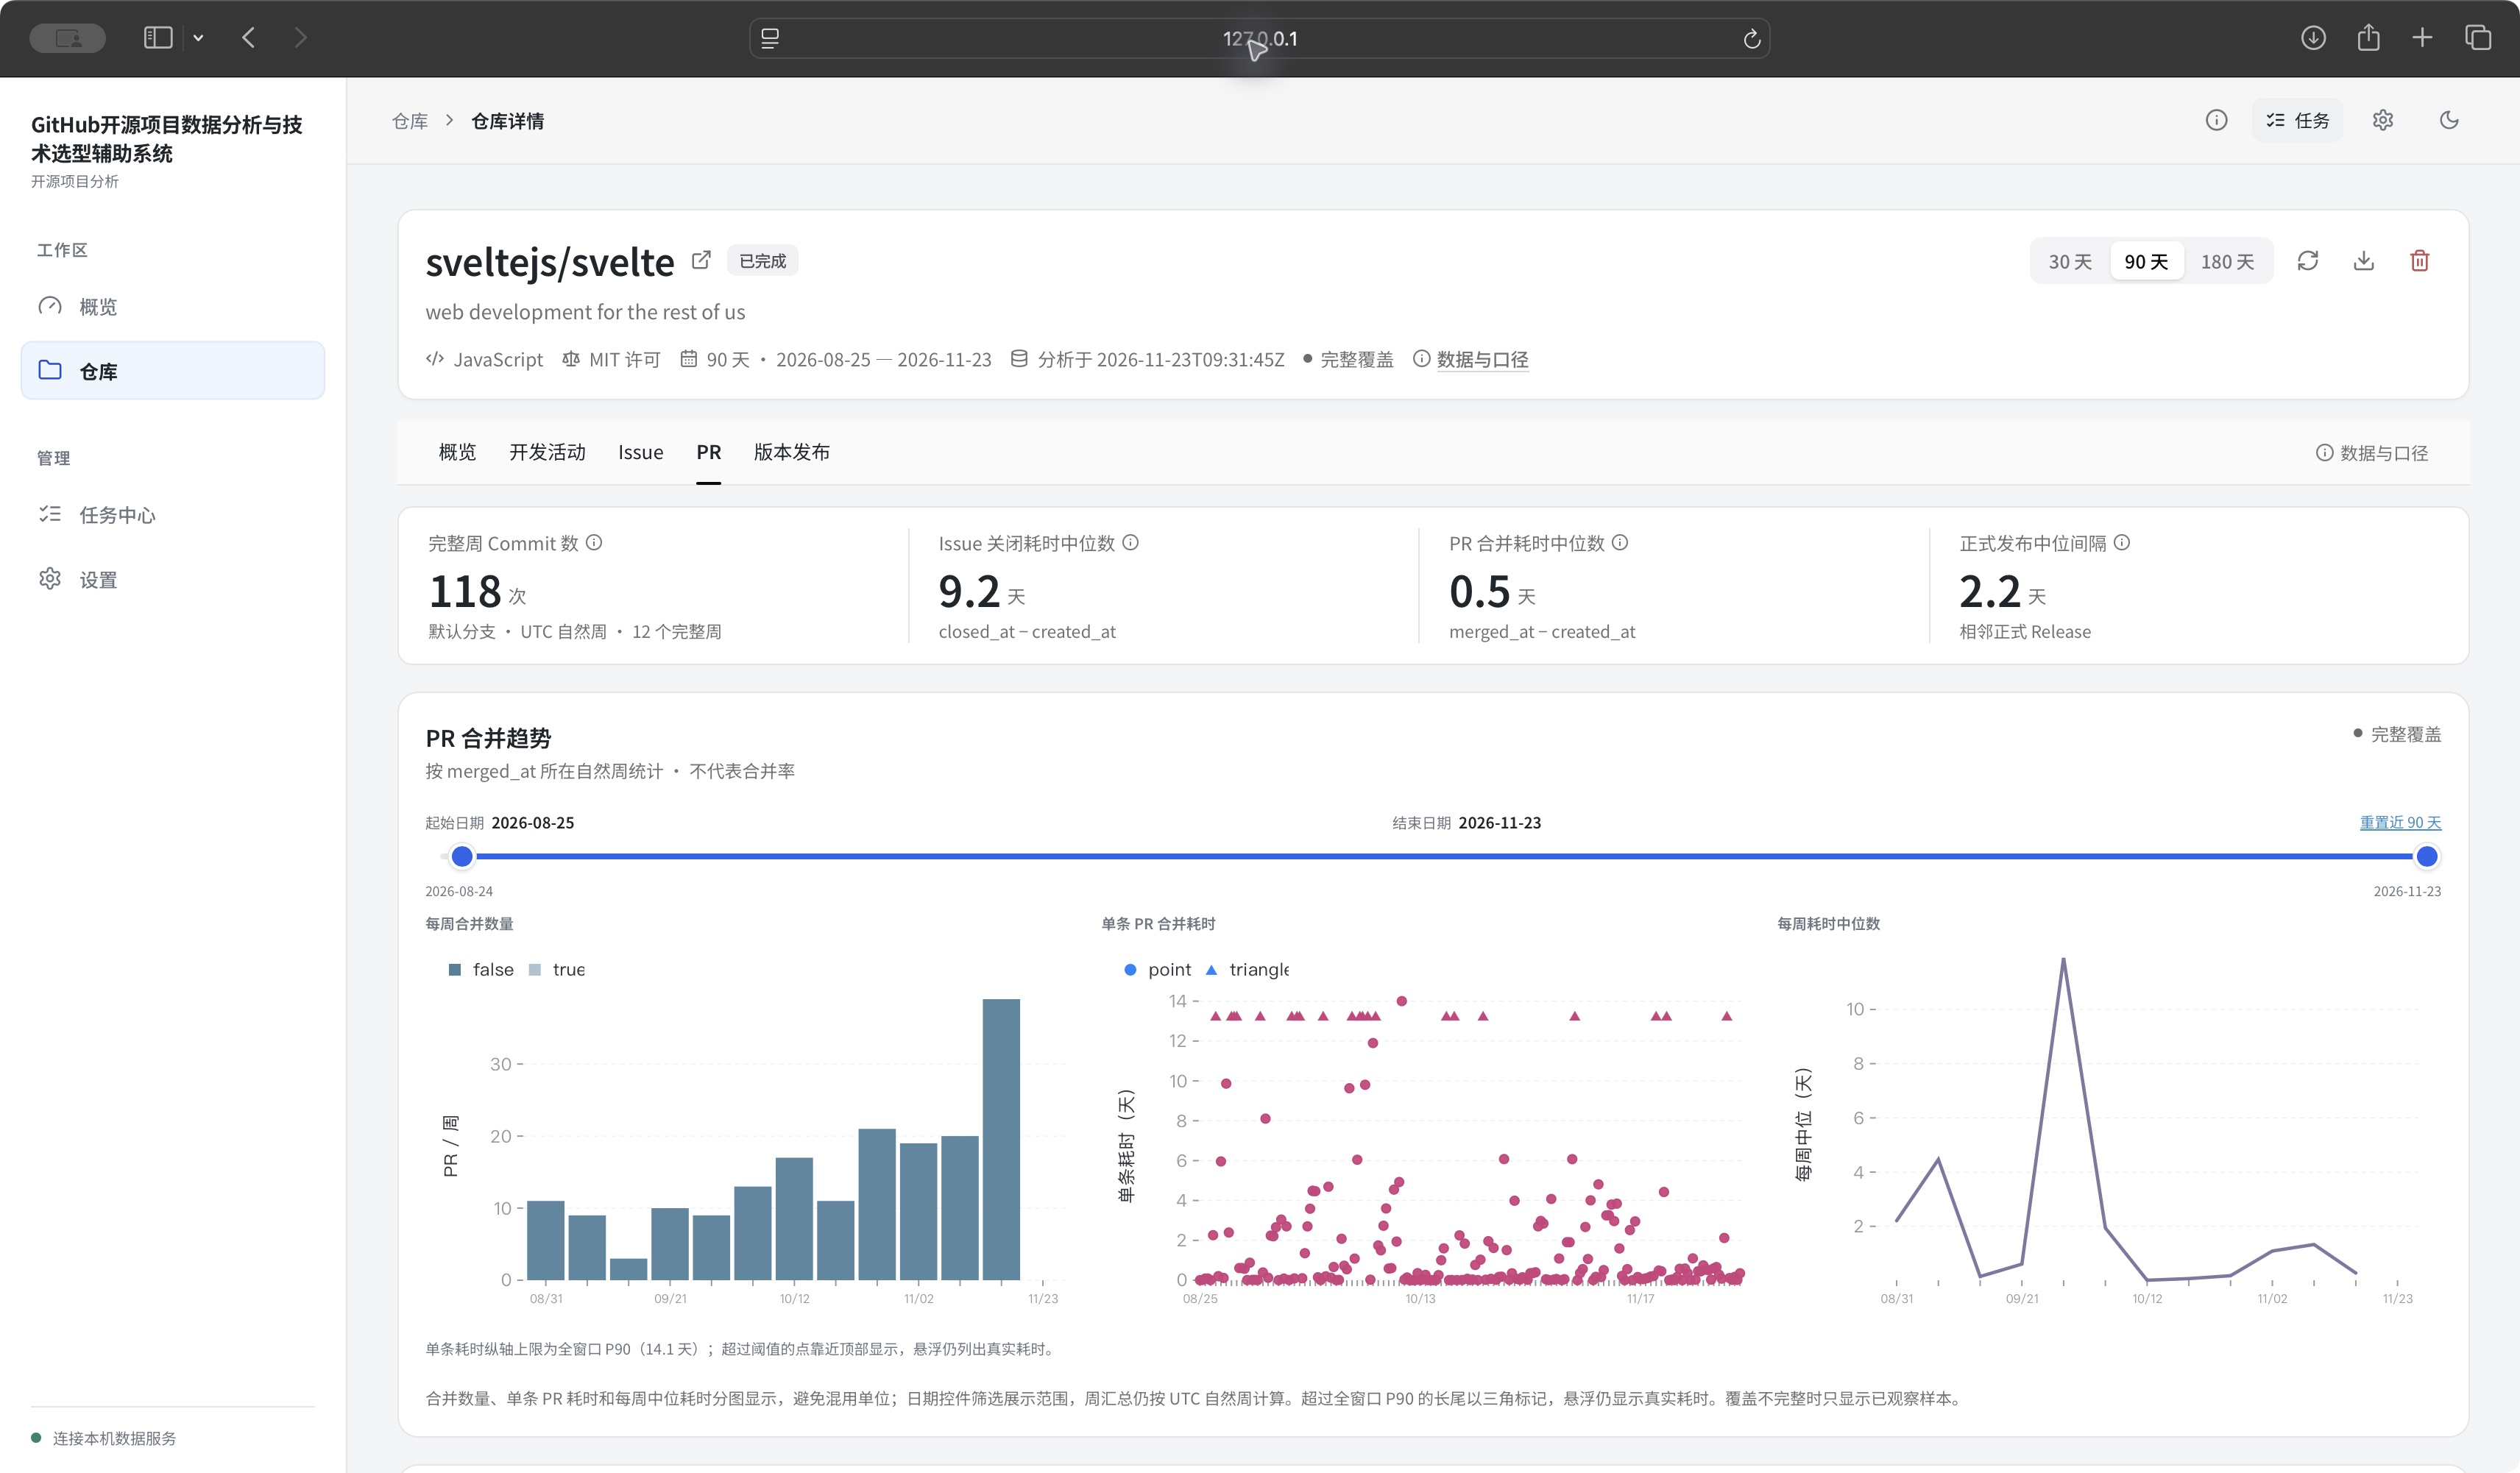 127.0.0.1
GitHub开源项目数据分析与技
术选型辅助系统
开源项目分析
工作区
概览
仓库
管理
任务中心
设置
连接本机数据服务
仓库 > 仓库详情
任务
sveltejs/svelte 已完成
30 天 90 天 180 天
web development for the rest of us
JavaScript MIT 许可 90 天 · 2026-08-25 — 2026-11-23 分析于 2026-11-23T09:31:45Z 完整覆盖 数据与口径
概览 开发活动 Issue PR 版本发布
数据与口径
完整周 Commit 数
118 次
默认分支 · UTC 自然周 · 12 个完整周
Issue 关闭耗时中位数
9.2 天
closed_at − created_at
PR 合并耗时中位数
0.5 天
merged_at − created_at
正式发布中位间隔
2.2 天
相邻正式 Release
PR 合并趋势
完整覆盖
按 merged_at 所在自然周统计 · 不代表合并率
起始日期 2026-08-25
结束日期 2026-11-23
重置近 90 天
2026-08-24
2026-11-23
每周合并数量
false true
PR / 周
30
20
10
0
08/31 09/21 10/12 11/02 11/23
单条 PR 合并耗时
point triangle
单条耗时（天）
14
12
10
8
6
4
2
0
08/25 10/13 11/17
每周耗时中位数
每周中位（天）
10
8
6
4
2
08/31 09/21 10/12 11/02 11/23
单条耗时纵轴上限为全窗口 P90（14.1 天）；超过阈值的点靠近顶部显示，悬浮仍列出真实耗时。
合并数量、单条 PR 耗时和每周中位耗时分图显示，避免混用单位；日期控件筛选展示范围，周汇总仍按 UTC 自然周计算。超过全窗口 P90 的长尾以三角标记，悬浮仍显示真实耗时。覆盖不完整时只显示已观察样本。